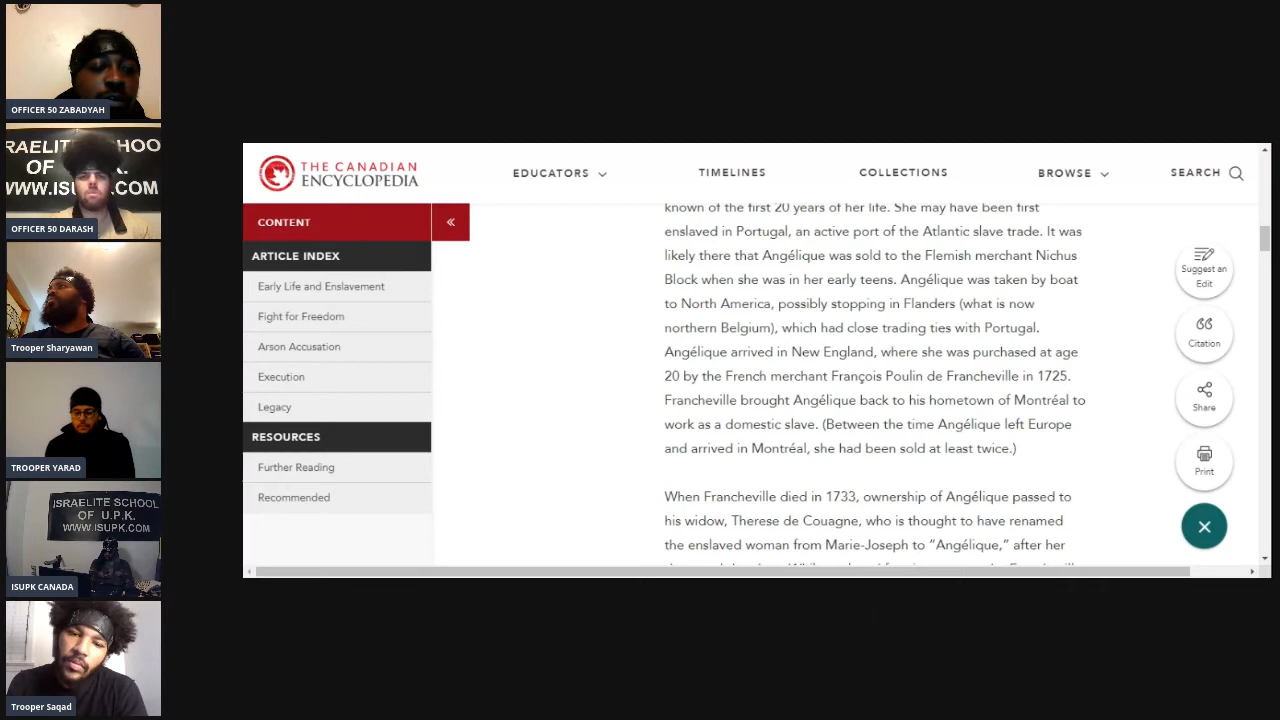 OFFICER 50 ZABADYAH
RAELITE SCHOO
OF
WWW.ISU
.COM
OFFICER 50 DARASH
Trooper Sharyawan
TROOPER YARAD
ISRAELITE SCHOOL
OF U.P.K.
WWW.ISUPK.COM
ISUPK CANADA
Trooper Saqad
THE CANADIAN
ENCYCLOPEDIA
EDUCATORS
TIMELINES
COLLECTIONS
BROWSE
SEARCH
CONTENT
«
ARTICLE INDEX
Early Life and Enslavement
Fight for Freedom
Arson Accusation
Execution
Legacy
RESOURCES
Further Reading
Recommended
known of the first 20 years of her life. She may have been first
enslaved in Portugal, an active port of the Atlantic slave trade. It was
likely there that Angélique was sold to the Flemish merchant Nichus
Block when she was in her early teens. Angélique was taken by boat
to North America, possibly stopping in Flanders (what is now
northern Belgium), which had close trading ties with Portugal.
Angélique arrived in New England, where she was purchased at age
20 by the French merchant François Poulin de Francheville in 1725.
Francheville brought Angélique back to his hometown of Montréal to
work as a domestic slave. (Between the time Angélique left Europe
and arrived in Montréal, she had been sold at least twice.)
When Francheville died in 1733, ownership of Angélique passed to
his widow, Therese de Couagne, who is thought to have renamed
the enslaved woman from Marie-Joseph to “Angélique,” after her
Suggest an
Edit
Citation
Share
Print